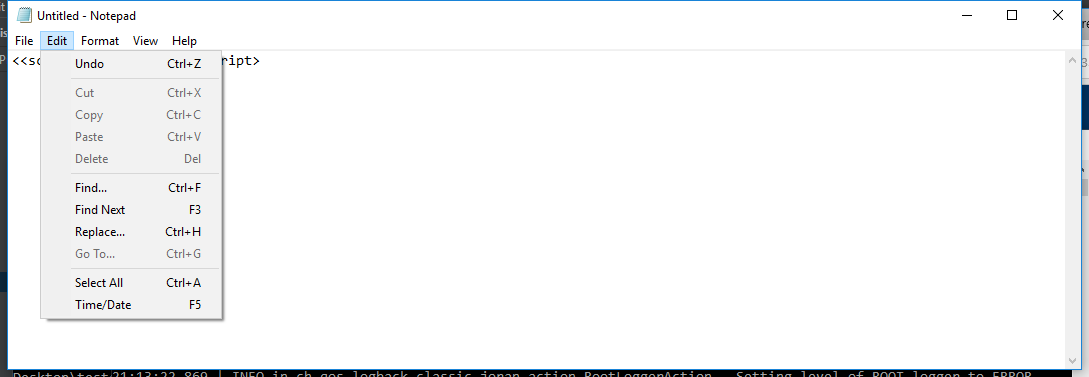 Untitled - Notepad
File Edit Format View Help
<<sc ript>
Undo Ctrl+Z
Cut Ctrl+X
Copy Ctrl+C
Paste Ctrl+V
Delete Del
Find... Ctrl+F
Find Next F3
Replace... Ctrl+H
Go To... Ctrl+G
Select All Ctrl+A
Time/Date F5
Desktop\test 21:13:22,869 | INFO in ch.qos.logback.classic.joran.action.RootLoggerAction - Setting level of ROOT logger to ERROR